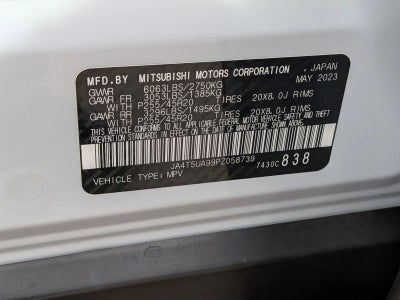 MFD.BY MITSUBISHI MOTORS CORPORATION, JAPAN
GVWR 6063LBS/2750KG MAY 2023
GAWR FR 3053LBS/1385KG
WITH P255/45R20 TIRES 20X8.0J RIMS
GAWR RR 3296LBS/1495KG
WITH P255/45R20 TIRES 20X8.0J RIMS
THIS VEHICLE CONFORMS TO ALL APPLICABLE FEDERAL MOTOR VEHICLE SAFETY, BUMPER AND THEFT
PREVENTION STANDARDS IN EFFECT ON THE DATE OF MANUFACTURE SHOWN ABOVE.
JA4T5UA99PZ058739 7430C 838
VEHICLE TYPE: MPV